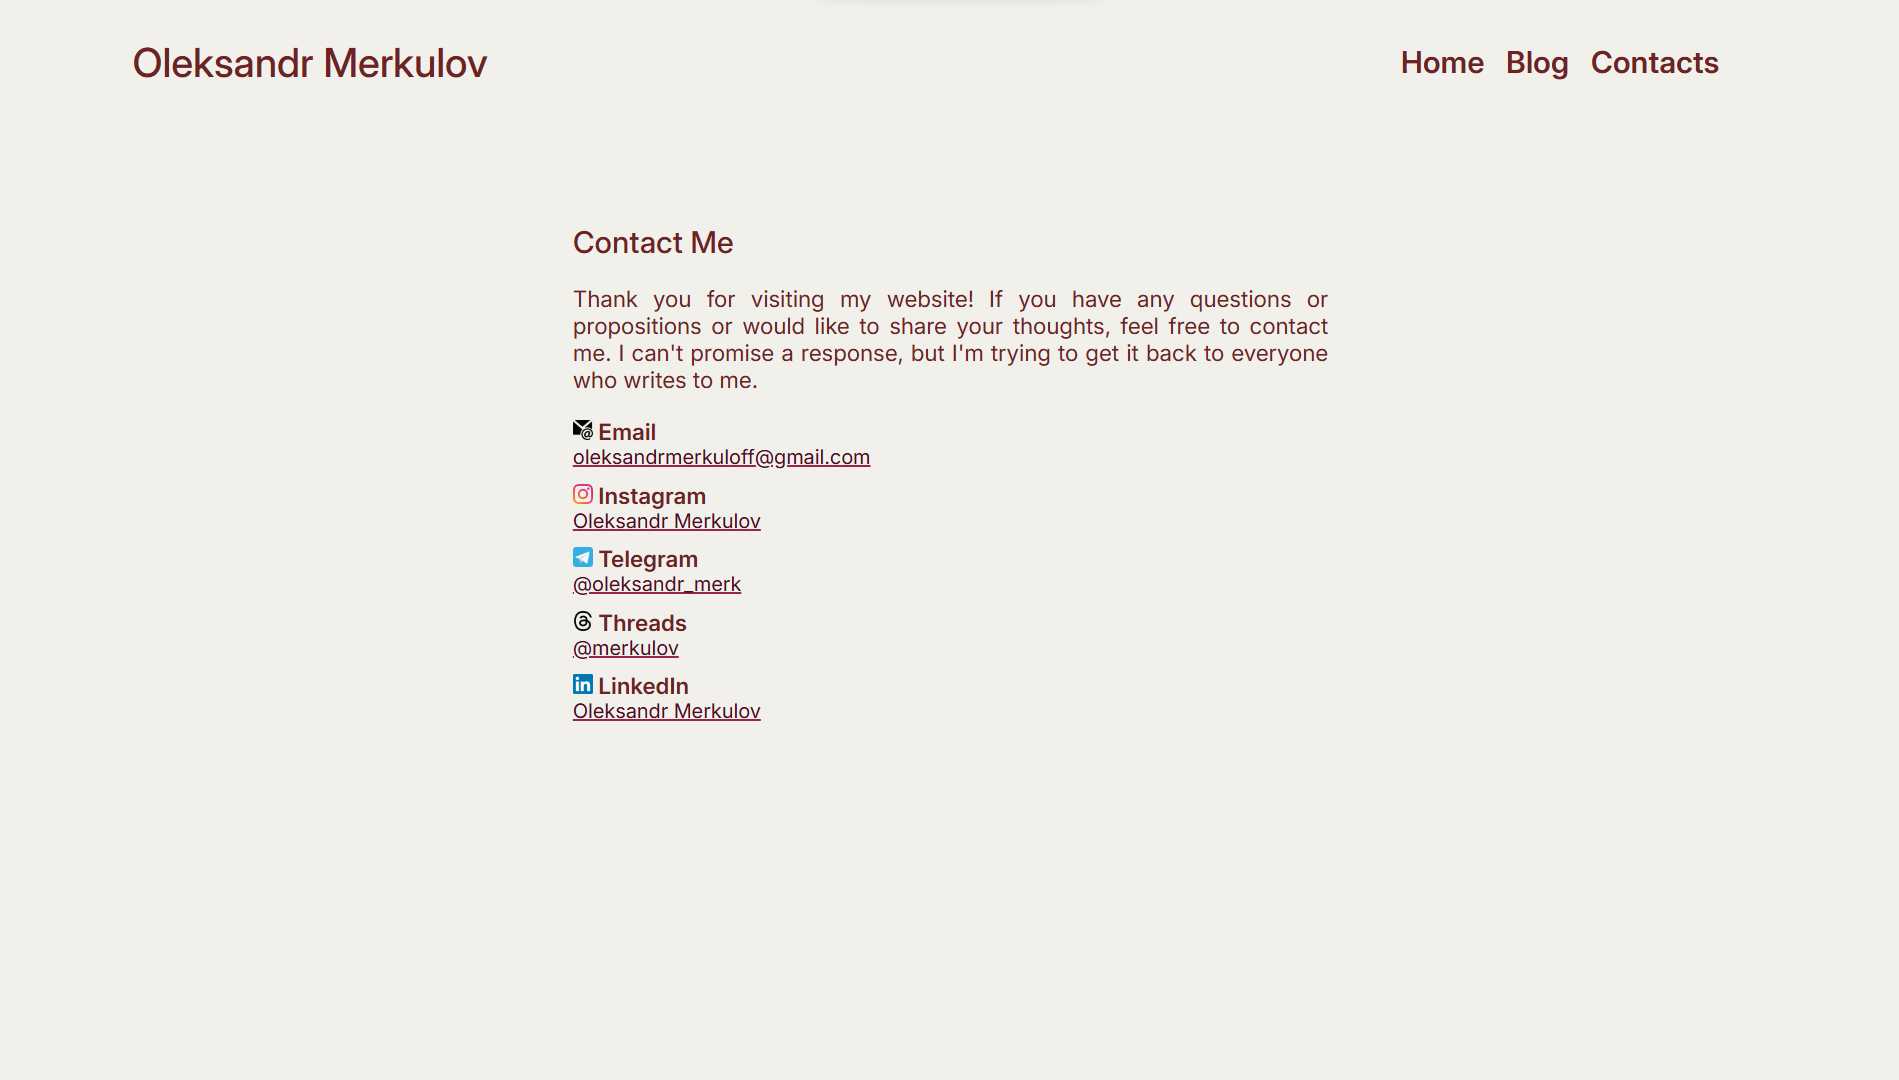 Oleksandr Merkulov
Home Blog Contacts
Contact Me
Thank you for visiting my website! If you have any questions or
propositions or would like to share your thoughts, feel free to contact
me. I can't promise a response, but I'm trying to get it back to everyone
who writes to me.
Email
oleksandrmerkuloff@gmail.com
Instagram
Oleksandr Merkulov
Telegram
@oleksandr_merk
Threads
@merkulov
LinkedIn
Oleksandr Merkulov